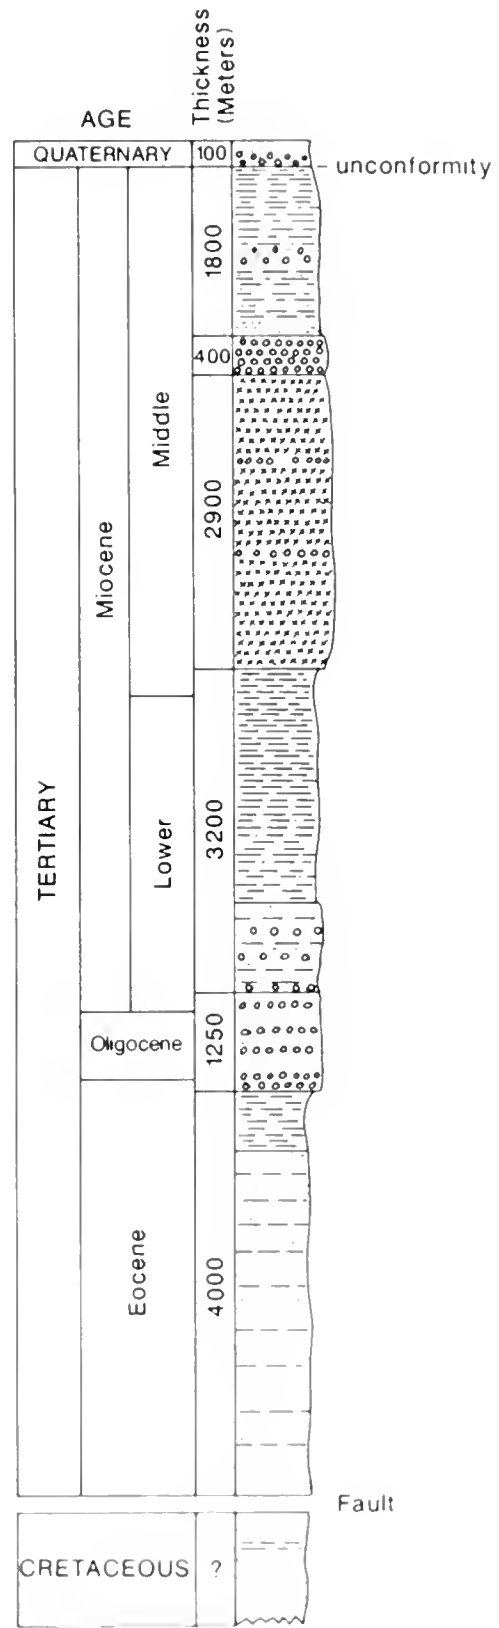 AGE
Thickness
(Meters)
QUATERNARY
100
unconformity
1800
400
Middle
2900
Miocene
TERTIARY
Lower
3200
Oligocene
1250
Eocene
4000
Fault
CRETACEOUS
?